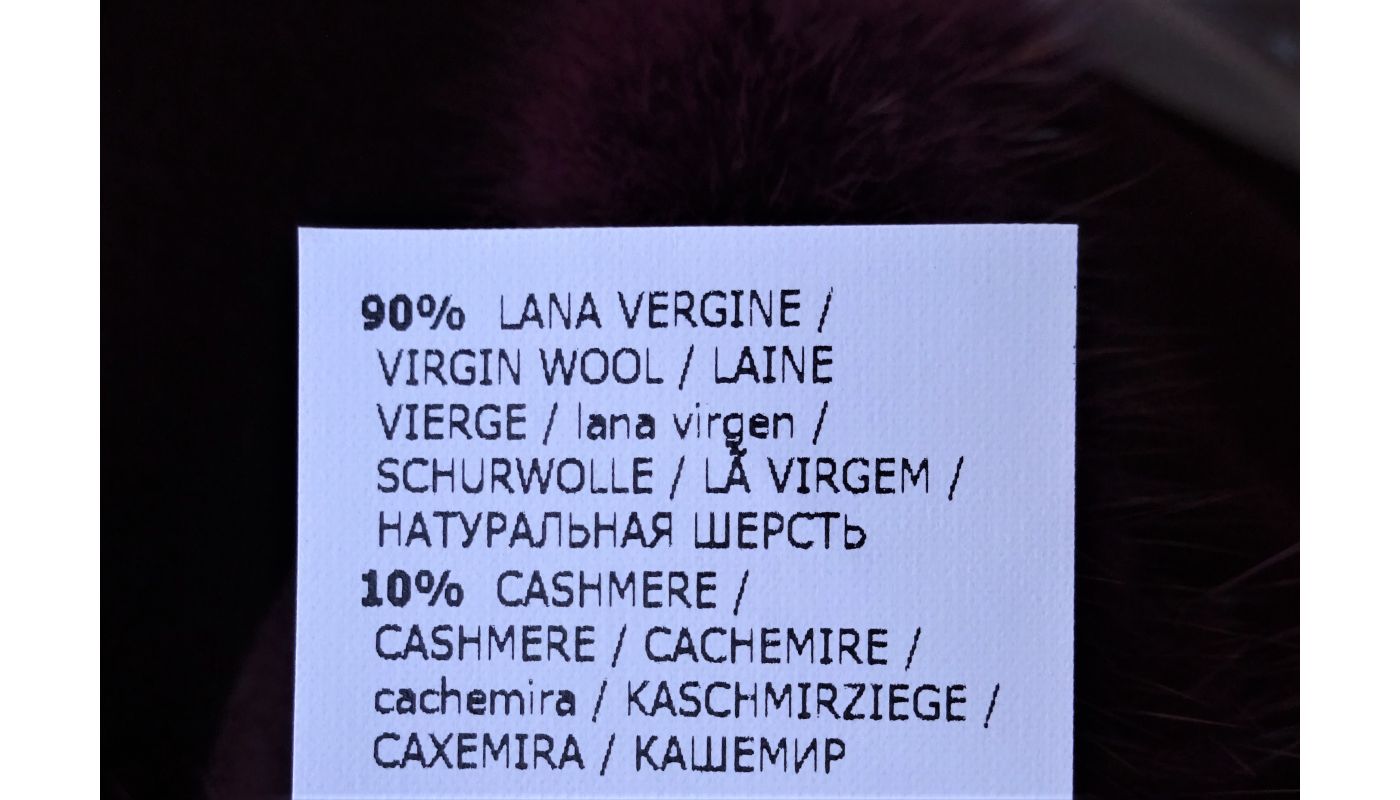 90% LANA VERGINE /
VIRGIN WOOL / LAINE
VIERGE / lana virgen /
SCHURWOLLE / LÃ VIRGEM /
НАТУРАЛЬНАЯ ШЕРСТЬ
10% CASHMERE /
CASHMERE / CACHEMIRE /
cachemira / KASCHMIRZIEGE /
CAXEMIRA / КАШЕМИР